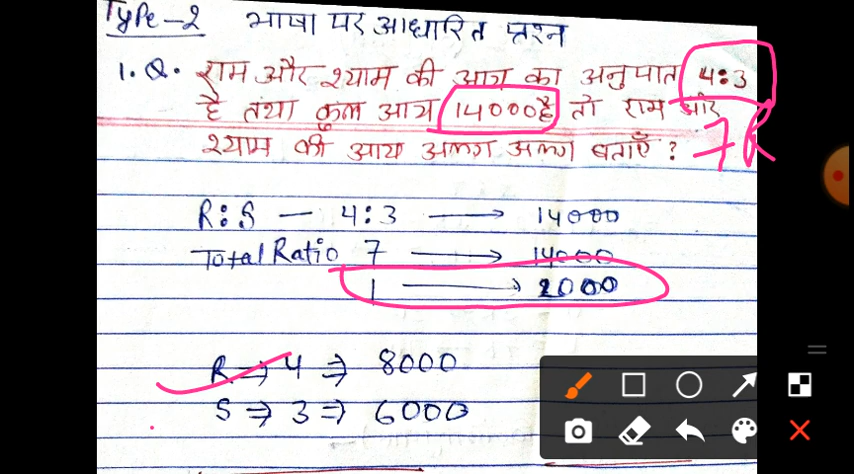 Type-2 भाषा पर आधारित प्रश्न
1.Q. राम और श्याम की आय का अनुपात 4:3
है तथा कुल आय 14000 है तो राम और
श्याम की आय अलग अलग बताएँ ?
7R
R:S — 4:3 → 14000
Total Ratio 7 → 14000
1 → 2000
R ⇒ 4 ⇒ 8000
S ⇒ 3 ⇒ 6000